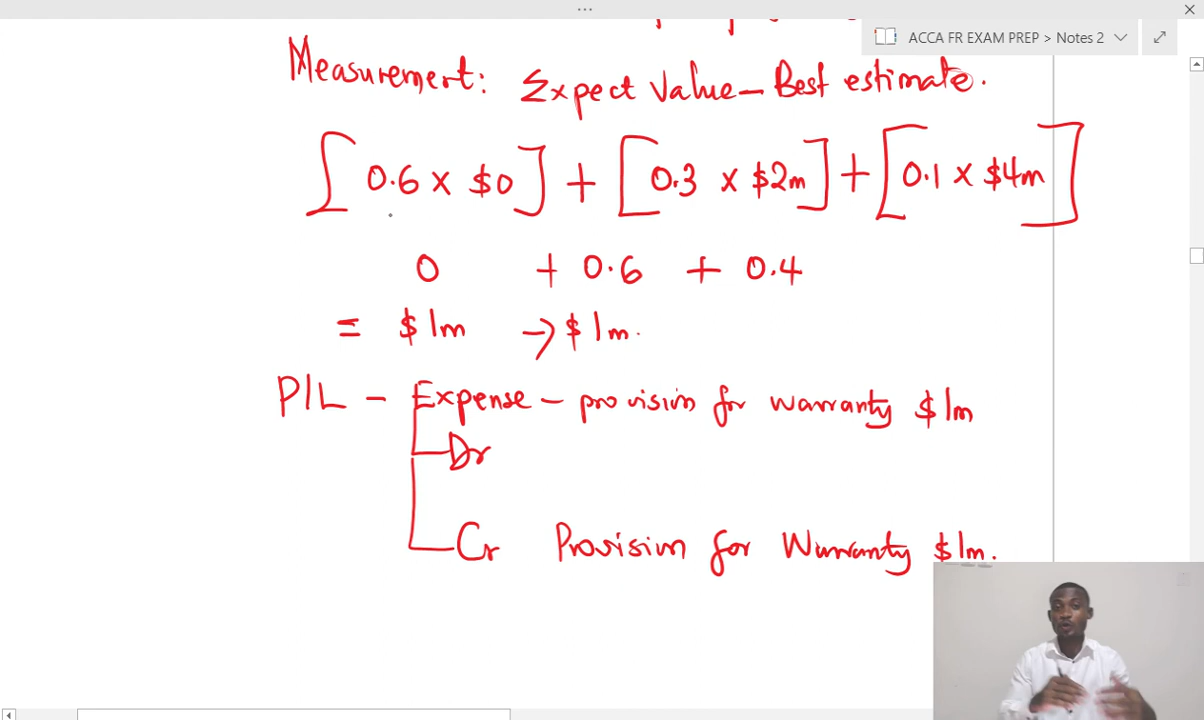 ACCA FR EXAM PREP > Notes 2
Measurement: Expect Value – Best estimate.
[0.6 x $0] + [0.3 x $2m] + [0.1 x $4m]
0 + 0.6 + 0.4
= $1m → $1m.
P/L – Expense – provision for warranty $1m
Dr
Cr Provision for Warranty $1m.